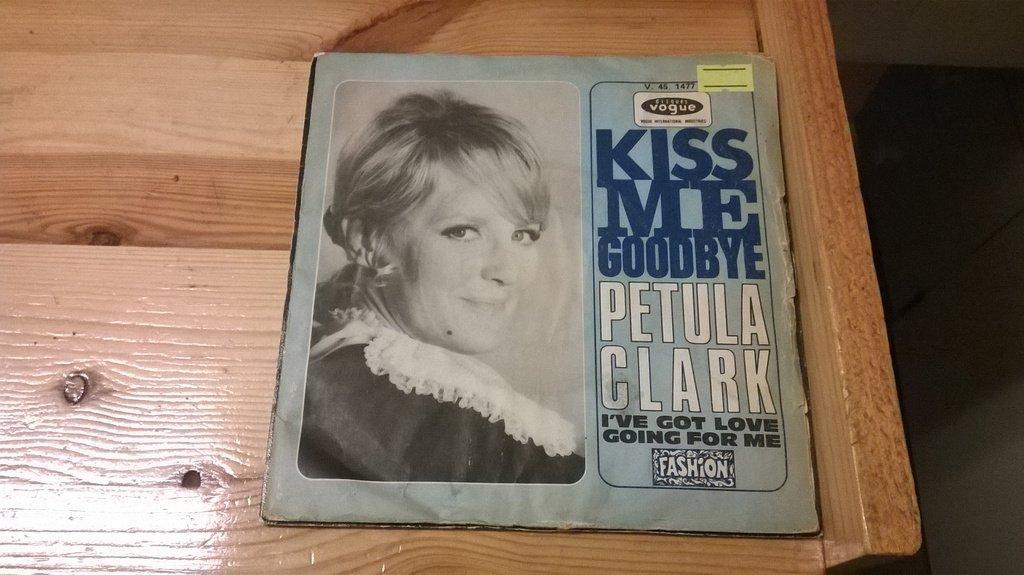 V. 45. 1477
DISQUES
vogue
VOGUE INTERNATIONAL INDUSTRIES
KISS
ME
GOODBYE
PETULA
CLARK
I'VE GOT LOVE
GOING FOR ME
FASHION